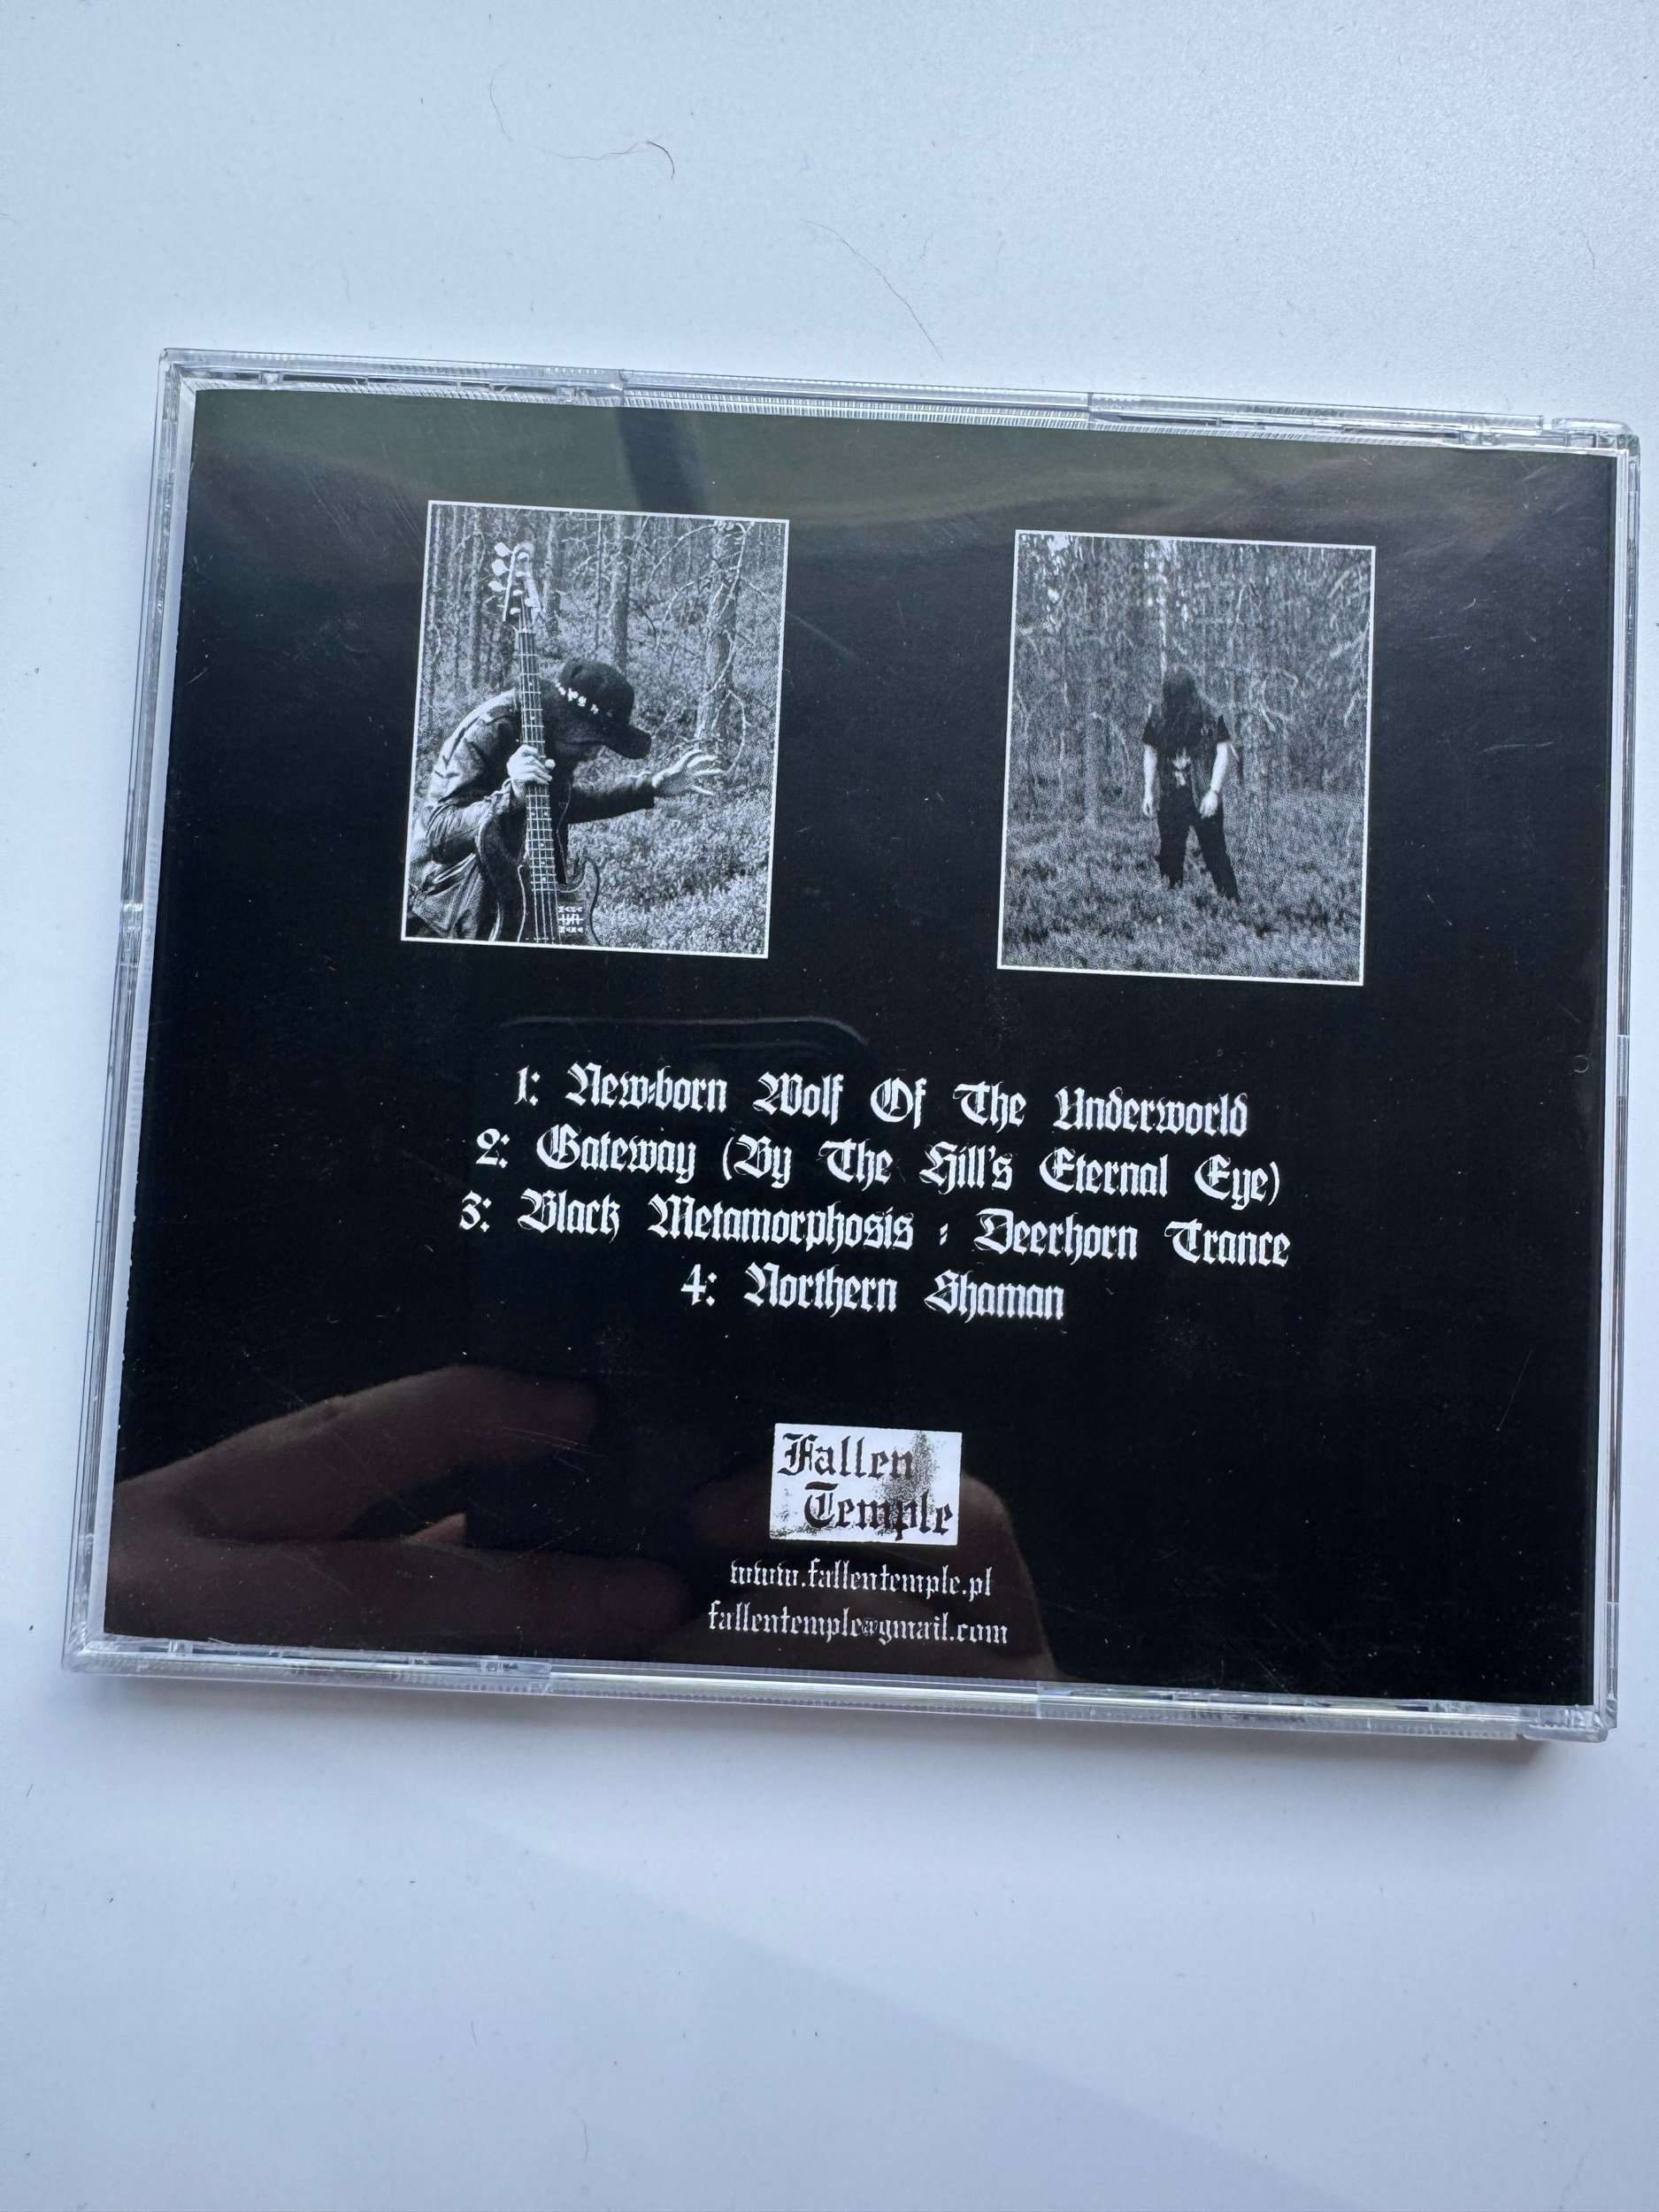 1: New-born Wolf Of The Underworld
2: Gateway (By The Hill's Eternal Eye)
3: Black Metamorphosis : Deerhorn Trance
4: Northern Shaman
Fallen
Temple
www.fallentemple.pl
fallentemple@gmail.com